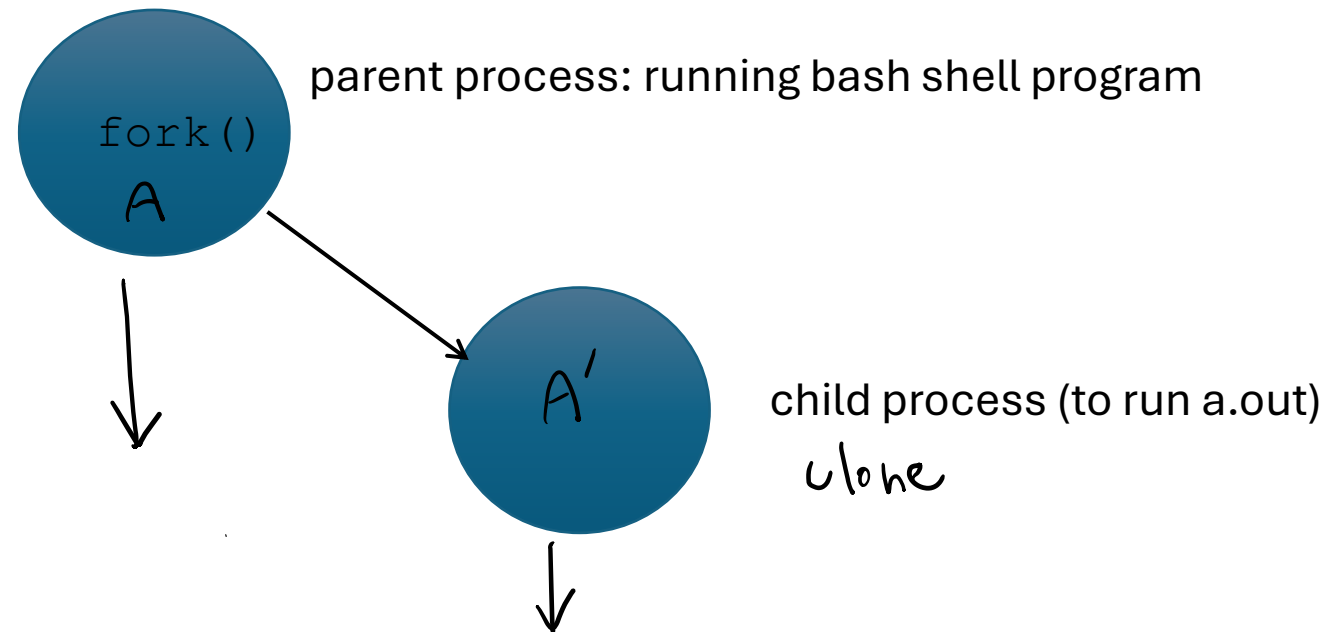 parent process: running bash shell program
fork()
A
A'
child process (to run a.out)
clone